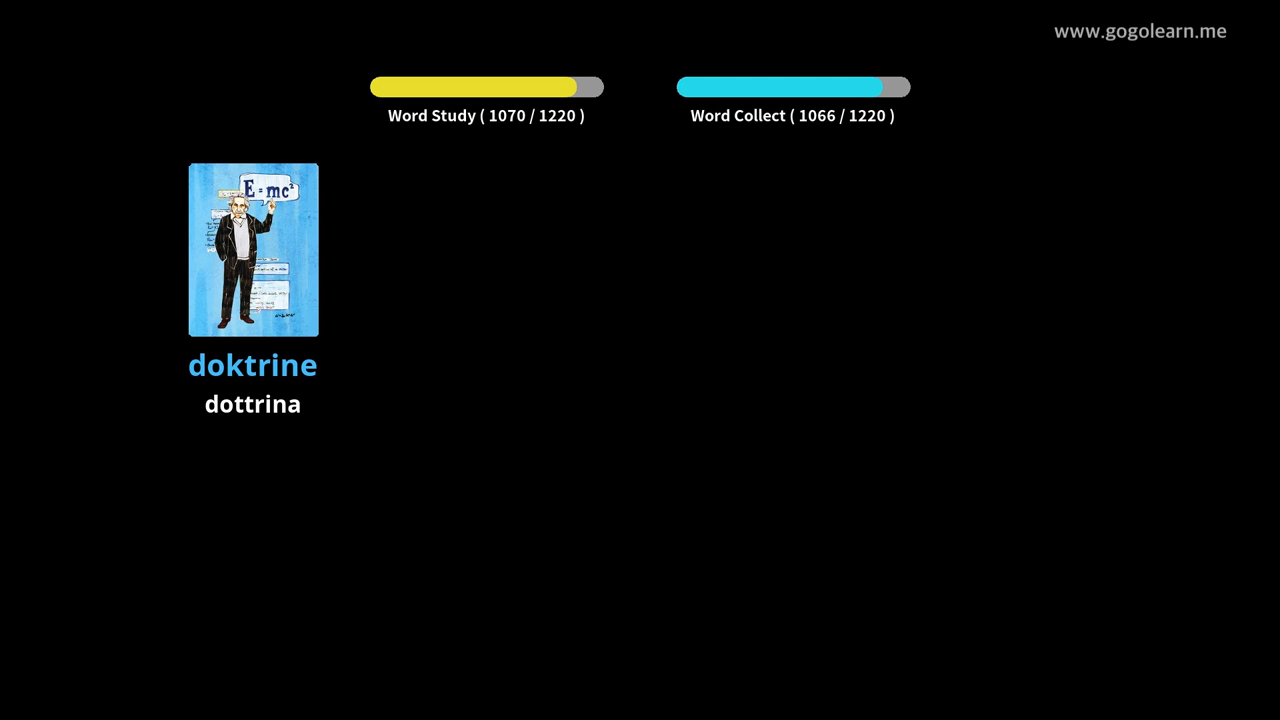 www.gogolearn.me
Word Study ( 1070 / 1220 )
Word Collect ( 1066 / 1220 )
E = mc²
doktrine
dottrina